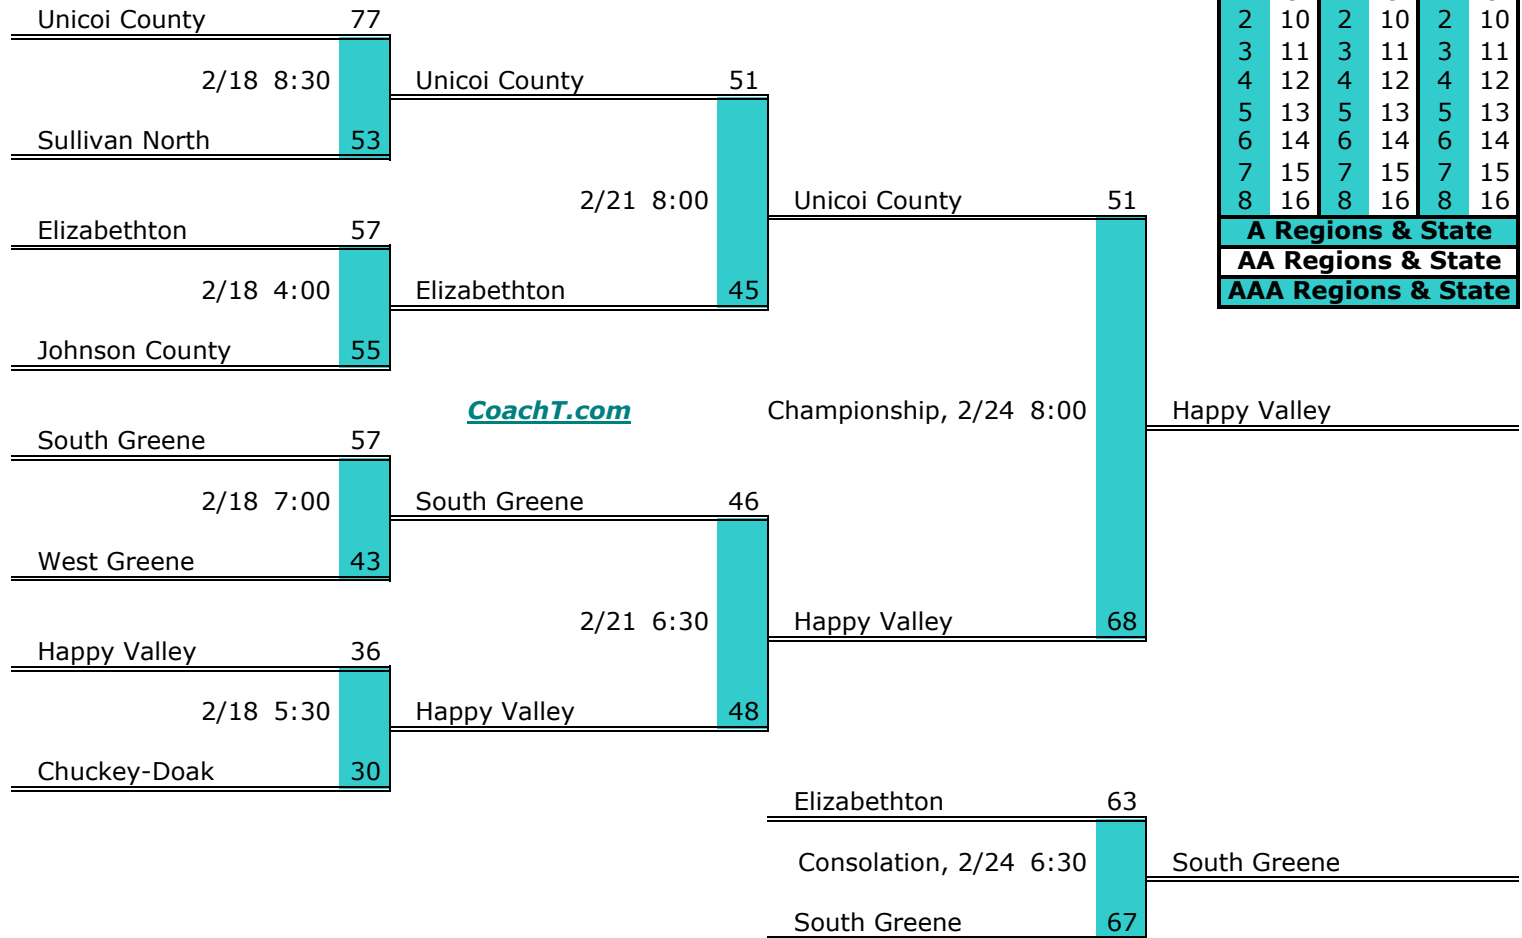 Unicoi County 77
2/18 8:30
Sullivan North 53
Elizabethton 57
2/18 4:00
Johnson County 55
South Greene 57
2/18 7:00
West Greene 43
Happy Valley 36
2/18 5:30
Chuckey-Doak 30
Unicoi County 51
2/21 8:00
Elizabethton 45
CoachT.com
South Greene 46
2/21 6:30
Happy Valley 48
Unicoi County 51
Championship, 2/24 8:00
Happy Valley 68
Happy Valley
Elizabethton 63
Consolation, 2/24 6:30
South Greene 67
South Greene
2 10 2 10 2 10
3 11 3 11 3 11
4 12 4 12 4 12
5 13 5 13 5 13
6 14 6 14 6 14
7 15 7 15 7 15
8 16 8 16 8 16
A Regions & State
AA Regions & State
AAA Regions & State